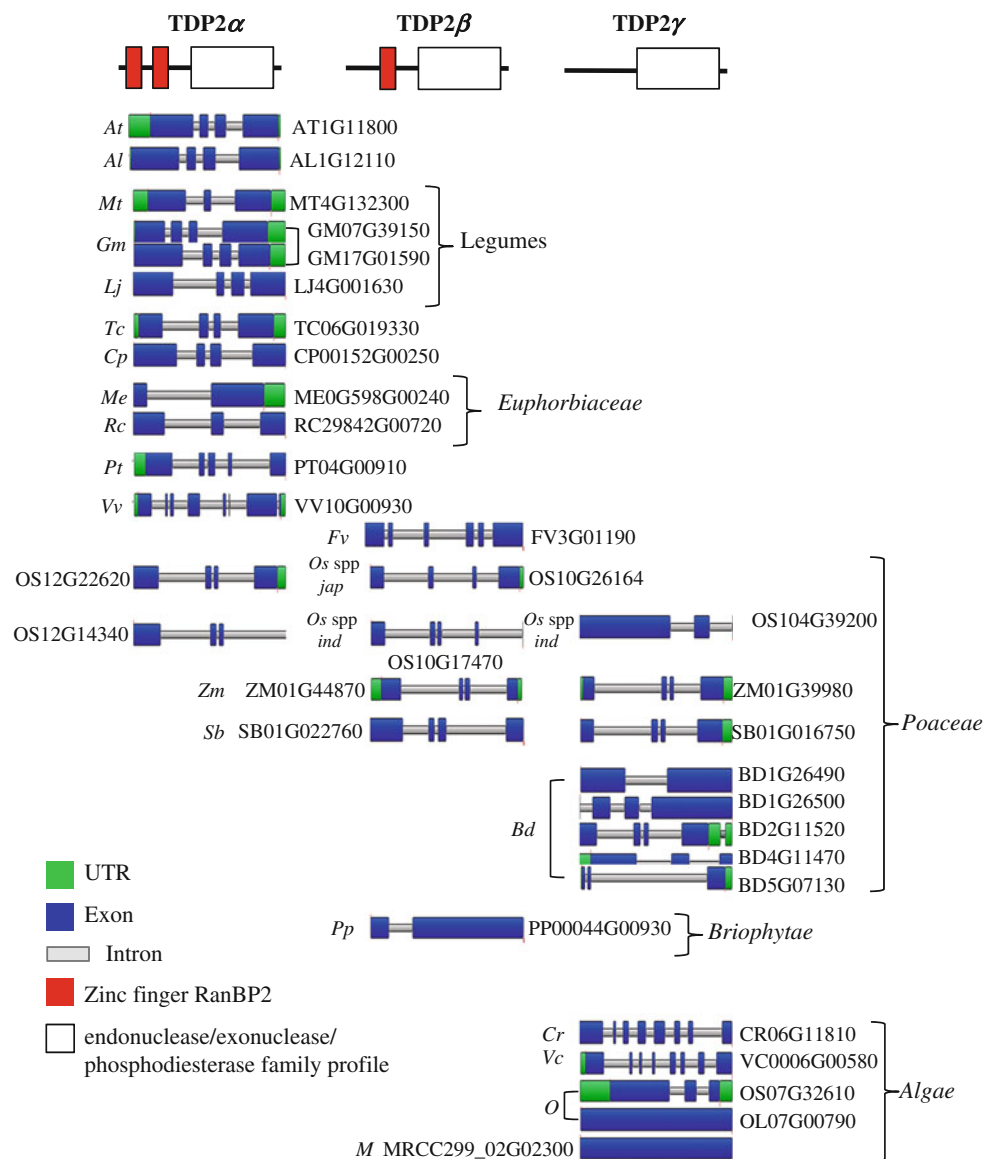 TDP2α TDP2β TDP2γ
At AT1G11800
Al AL1G12110
Mt MT4G132300
Gm GM07G39150
GM17G01590
Legumes
Lj LJ4G001630
Tc TC06G019330
Cp CP00152G00250
Me ME0G598G00240
Rc RC29842G00720
Euphorbiaceae
Pt PT04G00910
Vv VV10G00930
Fv FV3G01190
OS12G22620 Os spp jap OS10G26164
OS12G14340 Os spp ind OS10G17470
Os spp ind OS104G39200
Zm ZM01G44870 ZM01G39980
Sb SB01G022760 SB01G016750
Poaceae
Bd BD1G26490
BD1G26500
BD2G11520
BD4G11470
BD5G07130
UTR
Exon
Intron
Zinc finger RanBP2
endonuclease/exonuclease/
phosphodiesterase family profile
Pp PP00044G00930 Briophytae
Cr CR06G11810
Vc VC0006G00580
O OS07G32610
OL07G00790
Algae
M MRCC299_02G02300